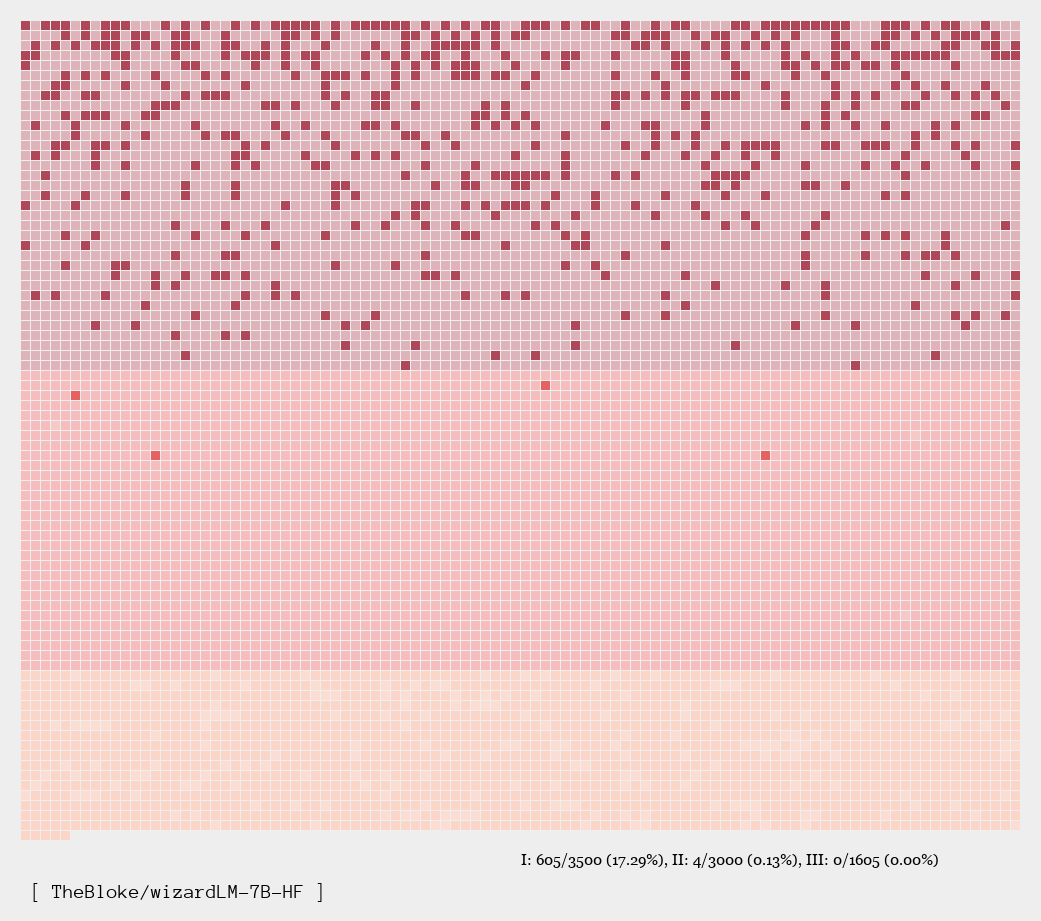 I: 605/3500 (17.29%), II: 4/3000 (0.13%), III: 0/1605 (0.00%)
[ TheBloke/wizardLM-7B-HF ]